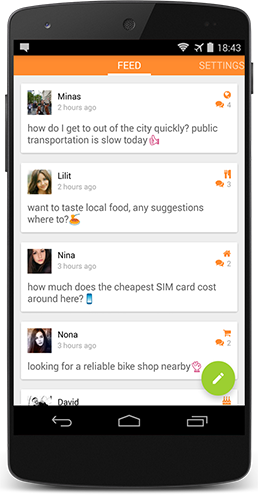 18:43
FEED SETTINGS
Minas
2 hours ago
4
how do I get to out of the city quickly? public
transportation is slow today
Lilit
2 hours ago
3
want to taste local food, any suggestions
where to?
Nina
3 hours ago
2
how much does the cheapest SIM card cost
around here?
Nona
3 hours ago
2
looking for a reliable bike shop nearby
David